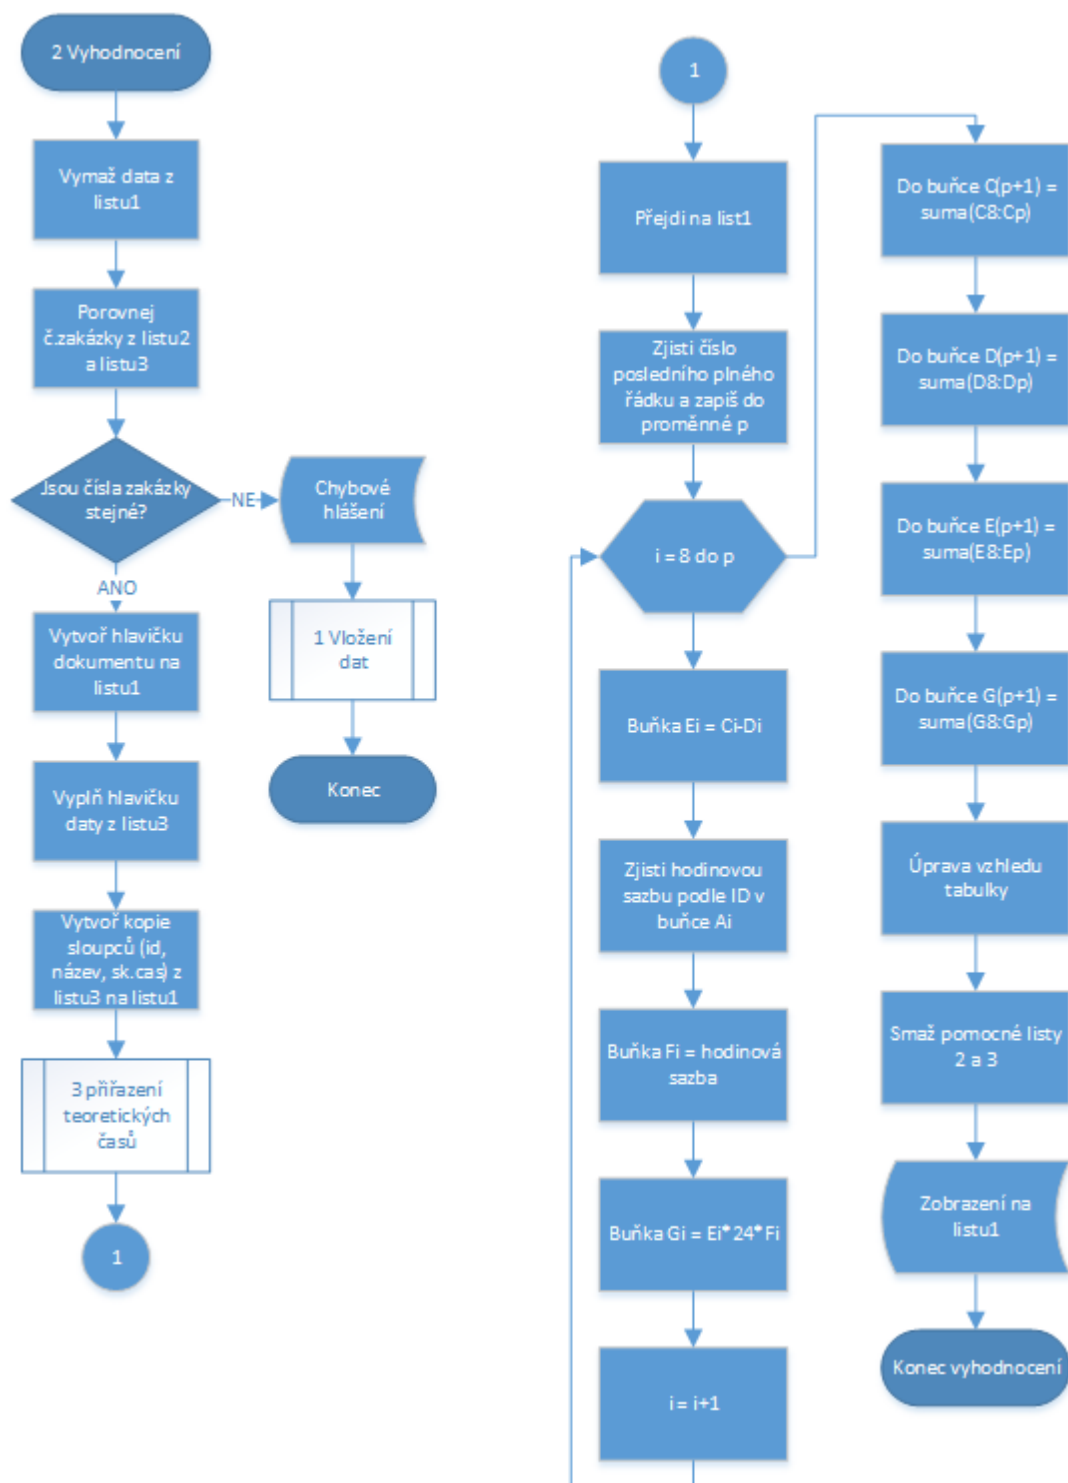 2 Vyhodnocení
Vymaž data z
listu1
Porovnej
č.zakázky z listu2
a listu3
Jsou čísla zakázky
stejné?
NE
Chybové
hlášení
1 Vložení
dat
Konec
ANO
Vytvoř hlavičku
dokumentu na
listu1
Vyplň hlavičku
daty z listu3
Vytvoř kopie
sloupců (id,
název, sk.cas) z
listu3 na listu1
3 přiřazení
teoretických
časů
1
1
Přejdi na list1
Zjisti číslo
posledního plného
řádku a zapiš do
proměnné p
i = 8 do p
Buňka Ei = Ci-Di
Zjisti hodinovou
sazbu podle ID v
buňce Ai
Buňka Fi = hodinová
sazba
Buňka Gi = Ei*24*Fi
i = i+1
Do buňce C(p+1) =
suma(C8:Cp)
Do buňce D(p+1) =
suma(D8:Dp)
Do buňce E(p+1) =
suma(E8:Ep)
Do buňce G(p+1) =
suma(G8:Gp)
Úprava vzhledu
tabulky
Smaž pomocné listy
2 a 3
Zobrazení na
listu1
Konec vyhodnocení